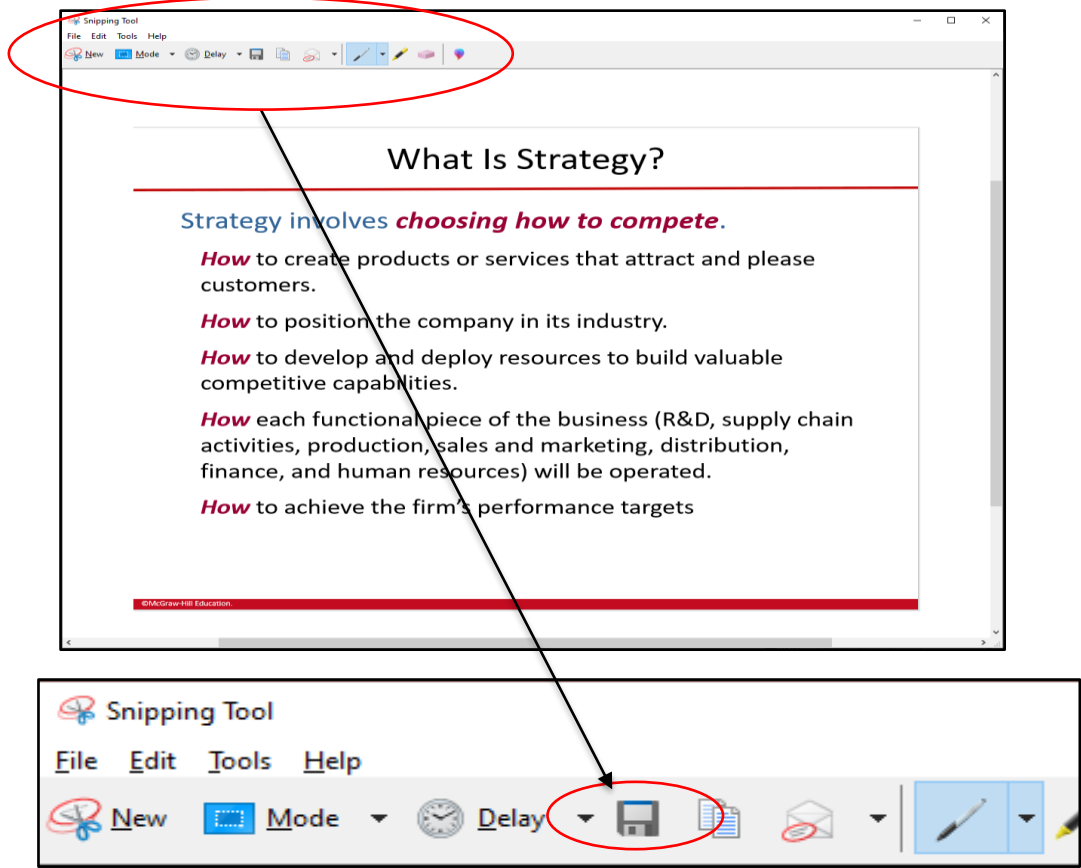 Snipping Tool
File Edit Tools Help
New Mode Delay
What Is Strategy?
Strategy involves choosing how to compete.
How to create products or services that attract and please
customers.
How to position the company in its industry.
How to develop and deploy resources to build valuable
competitive capabilities.
How each functional piece of the business (R&D, supply chain
activities, production, sales and marketing, distribution,
finance, and human resources) will be operated.
How to achieve the firm's performance targets
©McGraw-Hill Education.
Snipping Tool
File Edit Tools Help
New Mode Delay